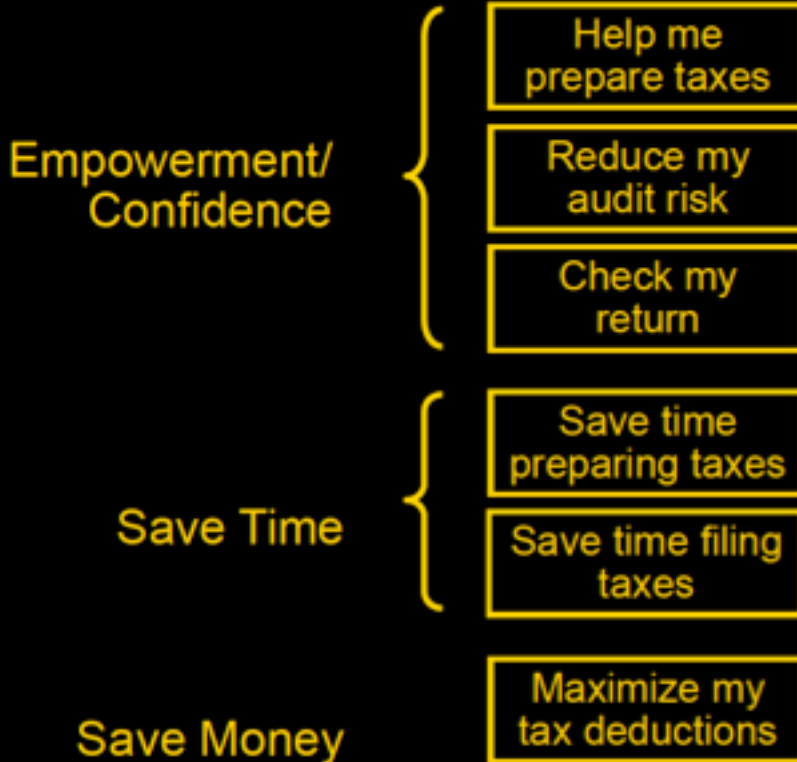 Empowerment/
Confidence
Help me
prepare taxes
Reduce my
audit risk
Check my
return
Save Time
Save time
preparing taxes
Save time filing
taxes
Save Money
Maximize my
tax deductions